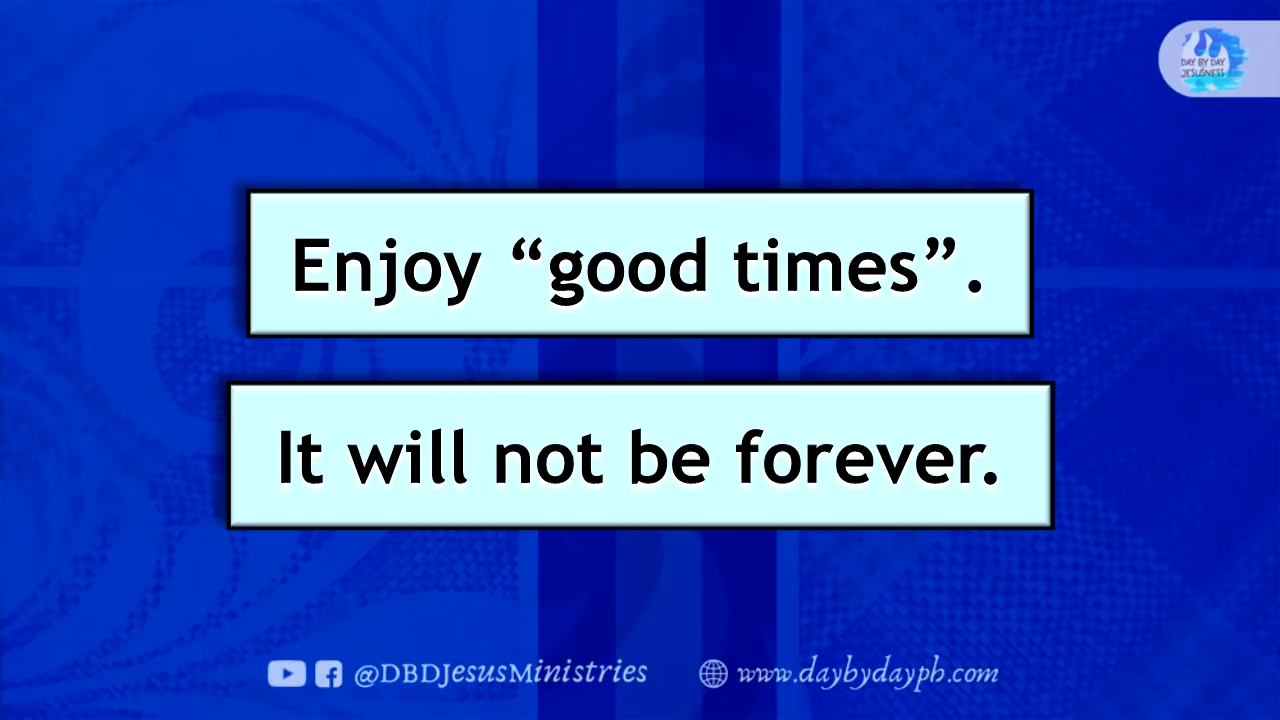 DAY BY DAY
JESUSNESS
Enjoy “good times”.
It will not be forever.
@DBDJesusMinistries
www.daybydayph.com